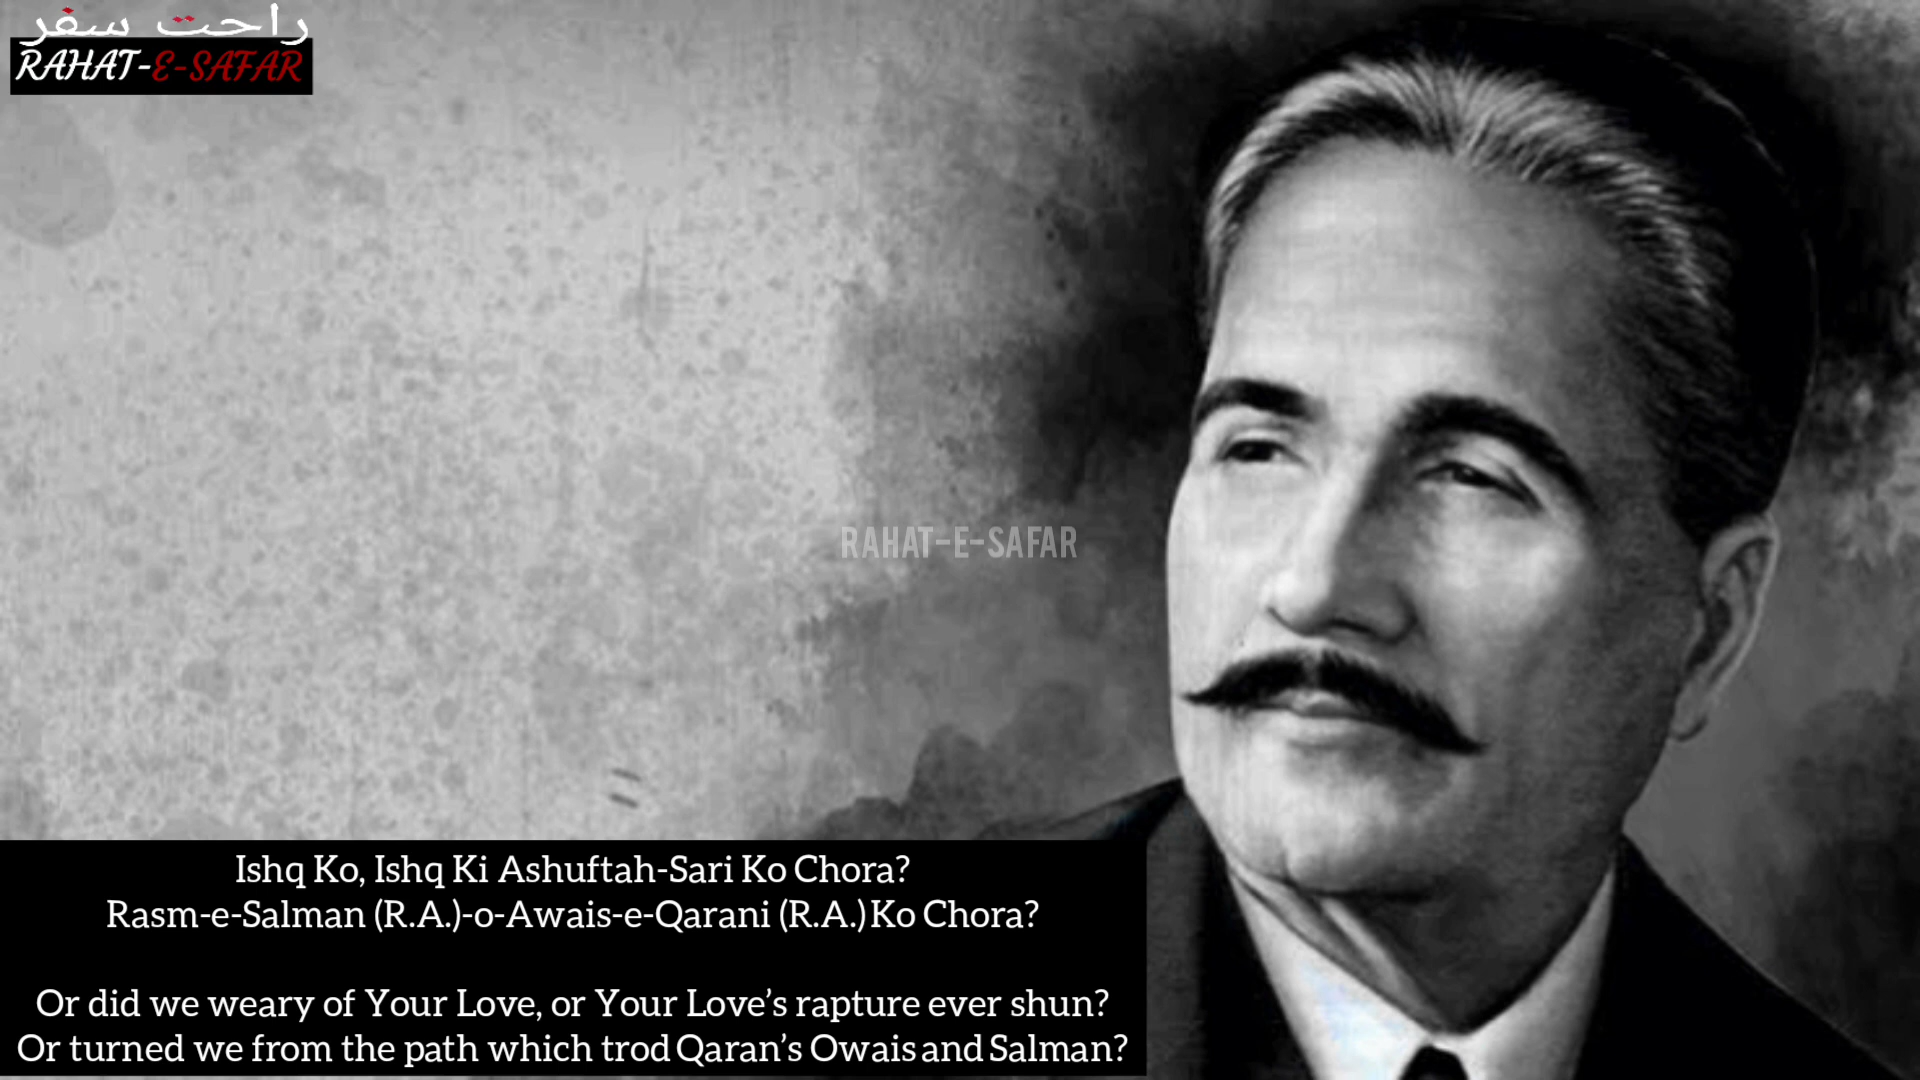 راحت سفر
RAHAT-E-SAFAR
RAHAT-E-SAFAR
Ishq Ko, Ishq Ki Ashuftah-Sari Ko Chora?
Rasm-e-Salman (R.A.)-o-Awais-e-Qarani (R.A.) Ko Chora?
Or did we weary of Your Love, or Your Love’s rapture ever shun?
Or turned we from the path which trod Qaran’s Owais and Salman?